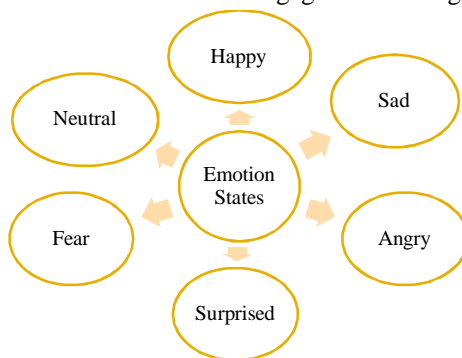 Happy
Neutral
Sad
Emotion
States
Fear
Angry
Surprised